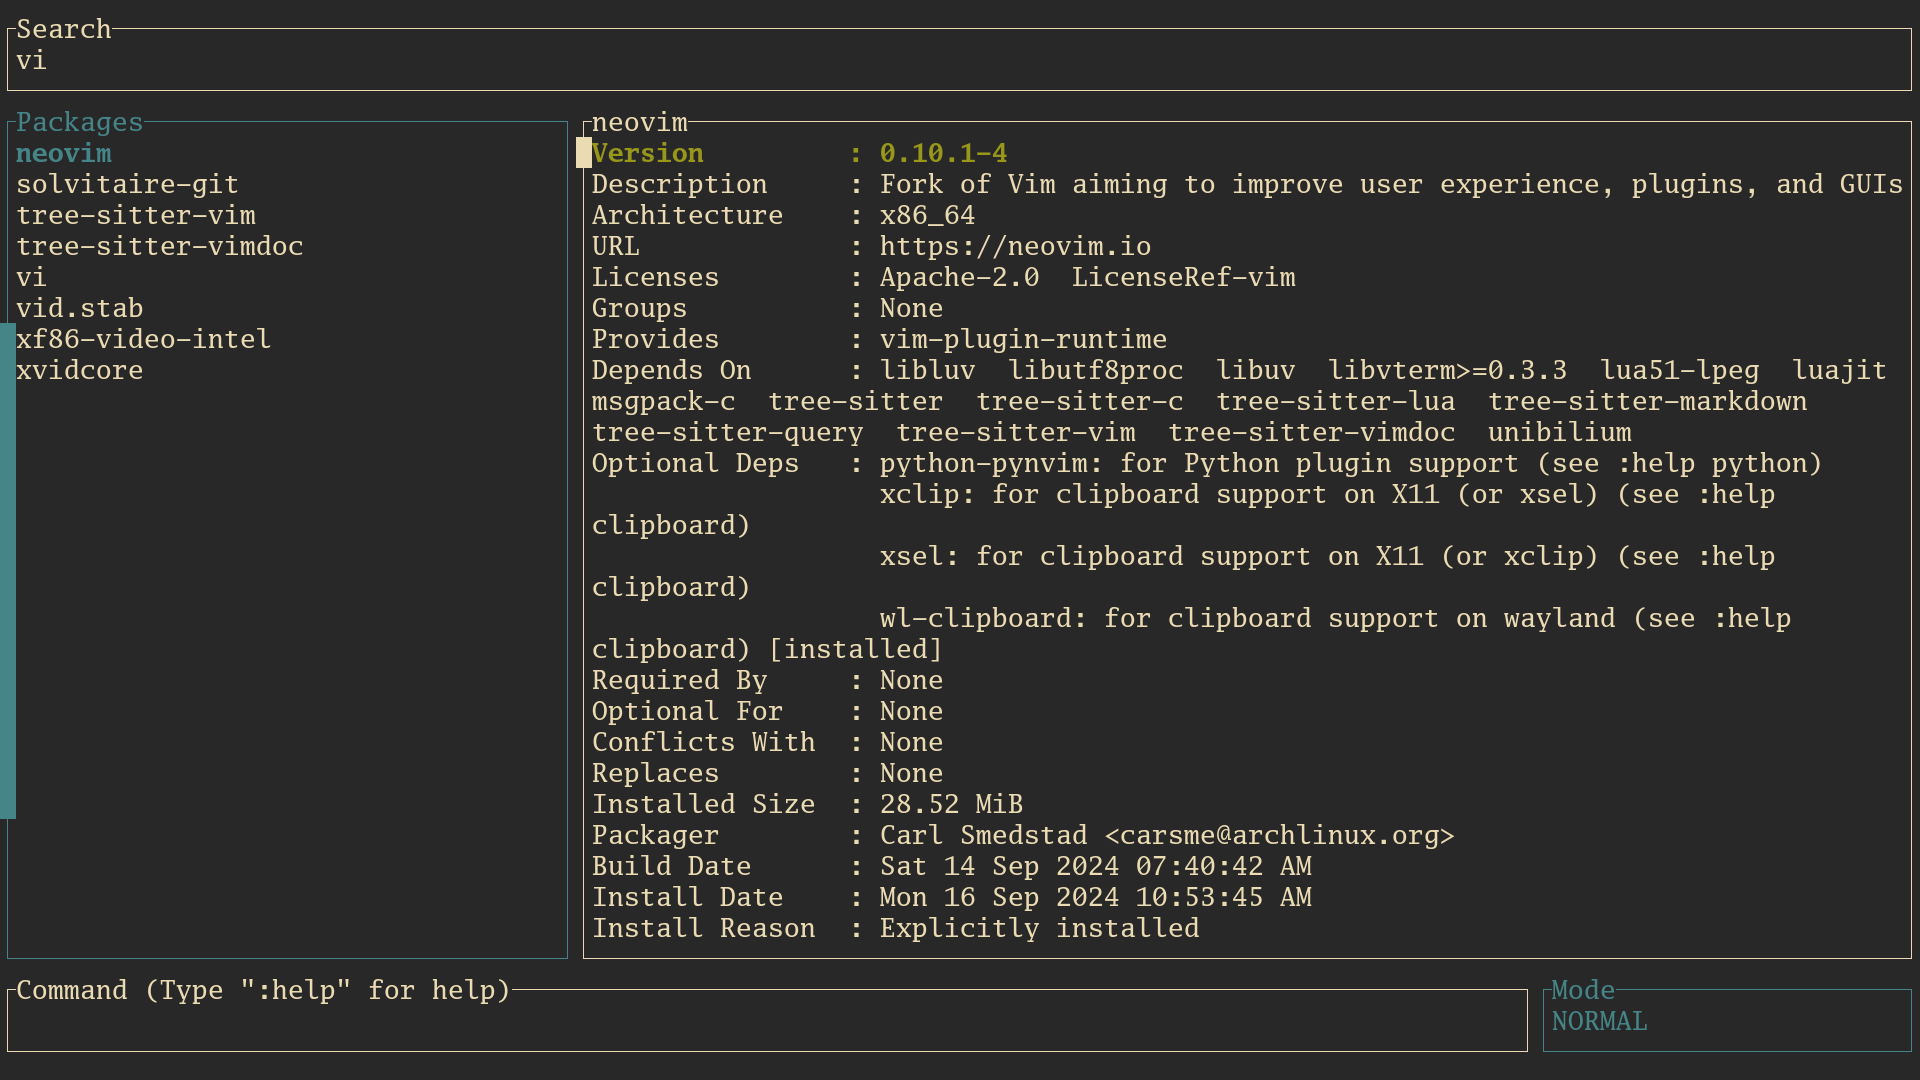 Search
vi
Packages
neovim
solvitaire-git
tree-sitter-vim
tree-sitter-vimdoc
vi
vid.stab
xf86-video-intel
xvidcore
neovim
Version         : 0.10.1-4
Description     : Fork of Vim aiming to improve user experience, plugins, and GUIs
Architecture    : x86_64
URL             : https://neovim.io
Licenses        : Apache-2.0  LicenseRef-vim
Groups          : None
Provides        : vim-plugin-runtime
Depends On      : libluv  libutf8proc  libuv  libvterm>=0.3.3  lua51-lpeg  luajit
msgpack-c  tree-sitter  tree-sitter-c  tree-sitter-lua  tree-sitter-markdown
tree-sitter-query  tree-sitter-vim  tree-sitter-vimdoc  unibilium
Optional Deps   : python-pynvim: for Python plugin support (see :help python)
xclip: for clipboard support on X11 (or xsel) (see :help
clipboard)
xsel: for clipboard support on X11 (or xclip) (see :help
clipboard)
wl-clipboard: for clipboard support on wayland (see :help
clipboard) [installed]
Required By     : None
Optional For    : None
Conflicts With  : None
Replaces        : None
Installed Size  : 28.52 MiB
Packager        : Carl Smedstad <carsme@archlinux.org>
Build Date      : Sat 14 Sep 2024 07:40:42 AM
Install Date    : Mon 16 Sep 2024 10:53:45 AM
Install Reason  : Explicitly installed
Command (Type ":help" for help)
Mode
NORMAL